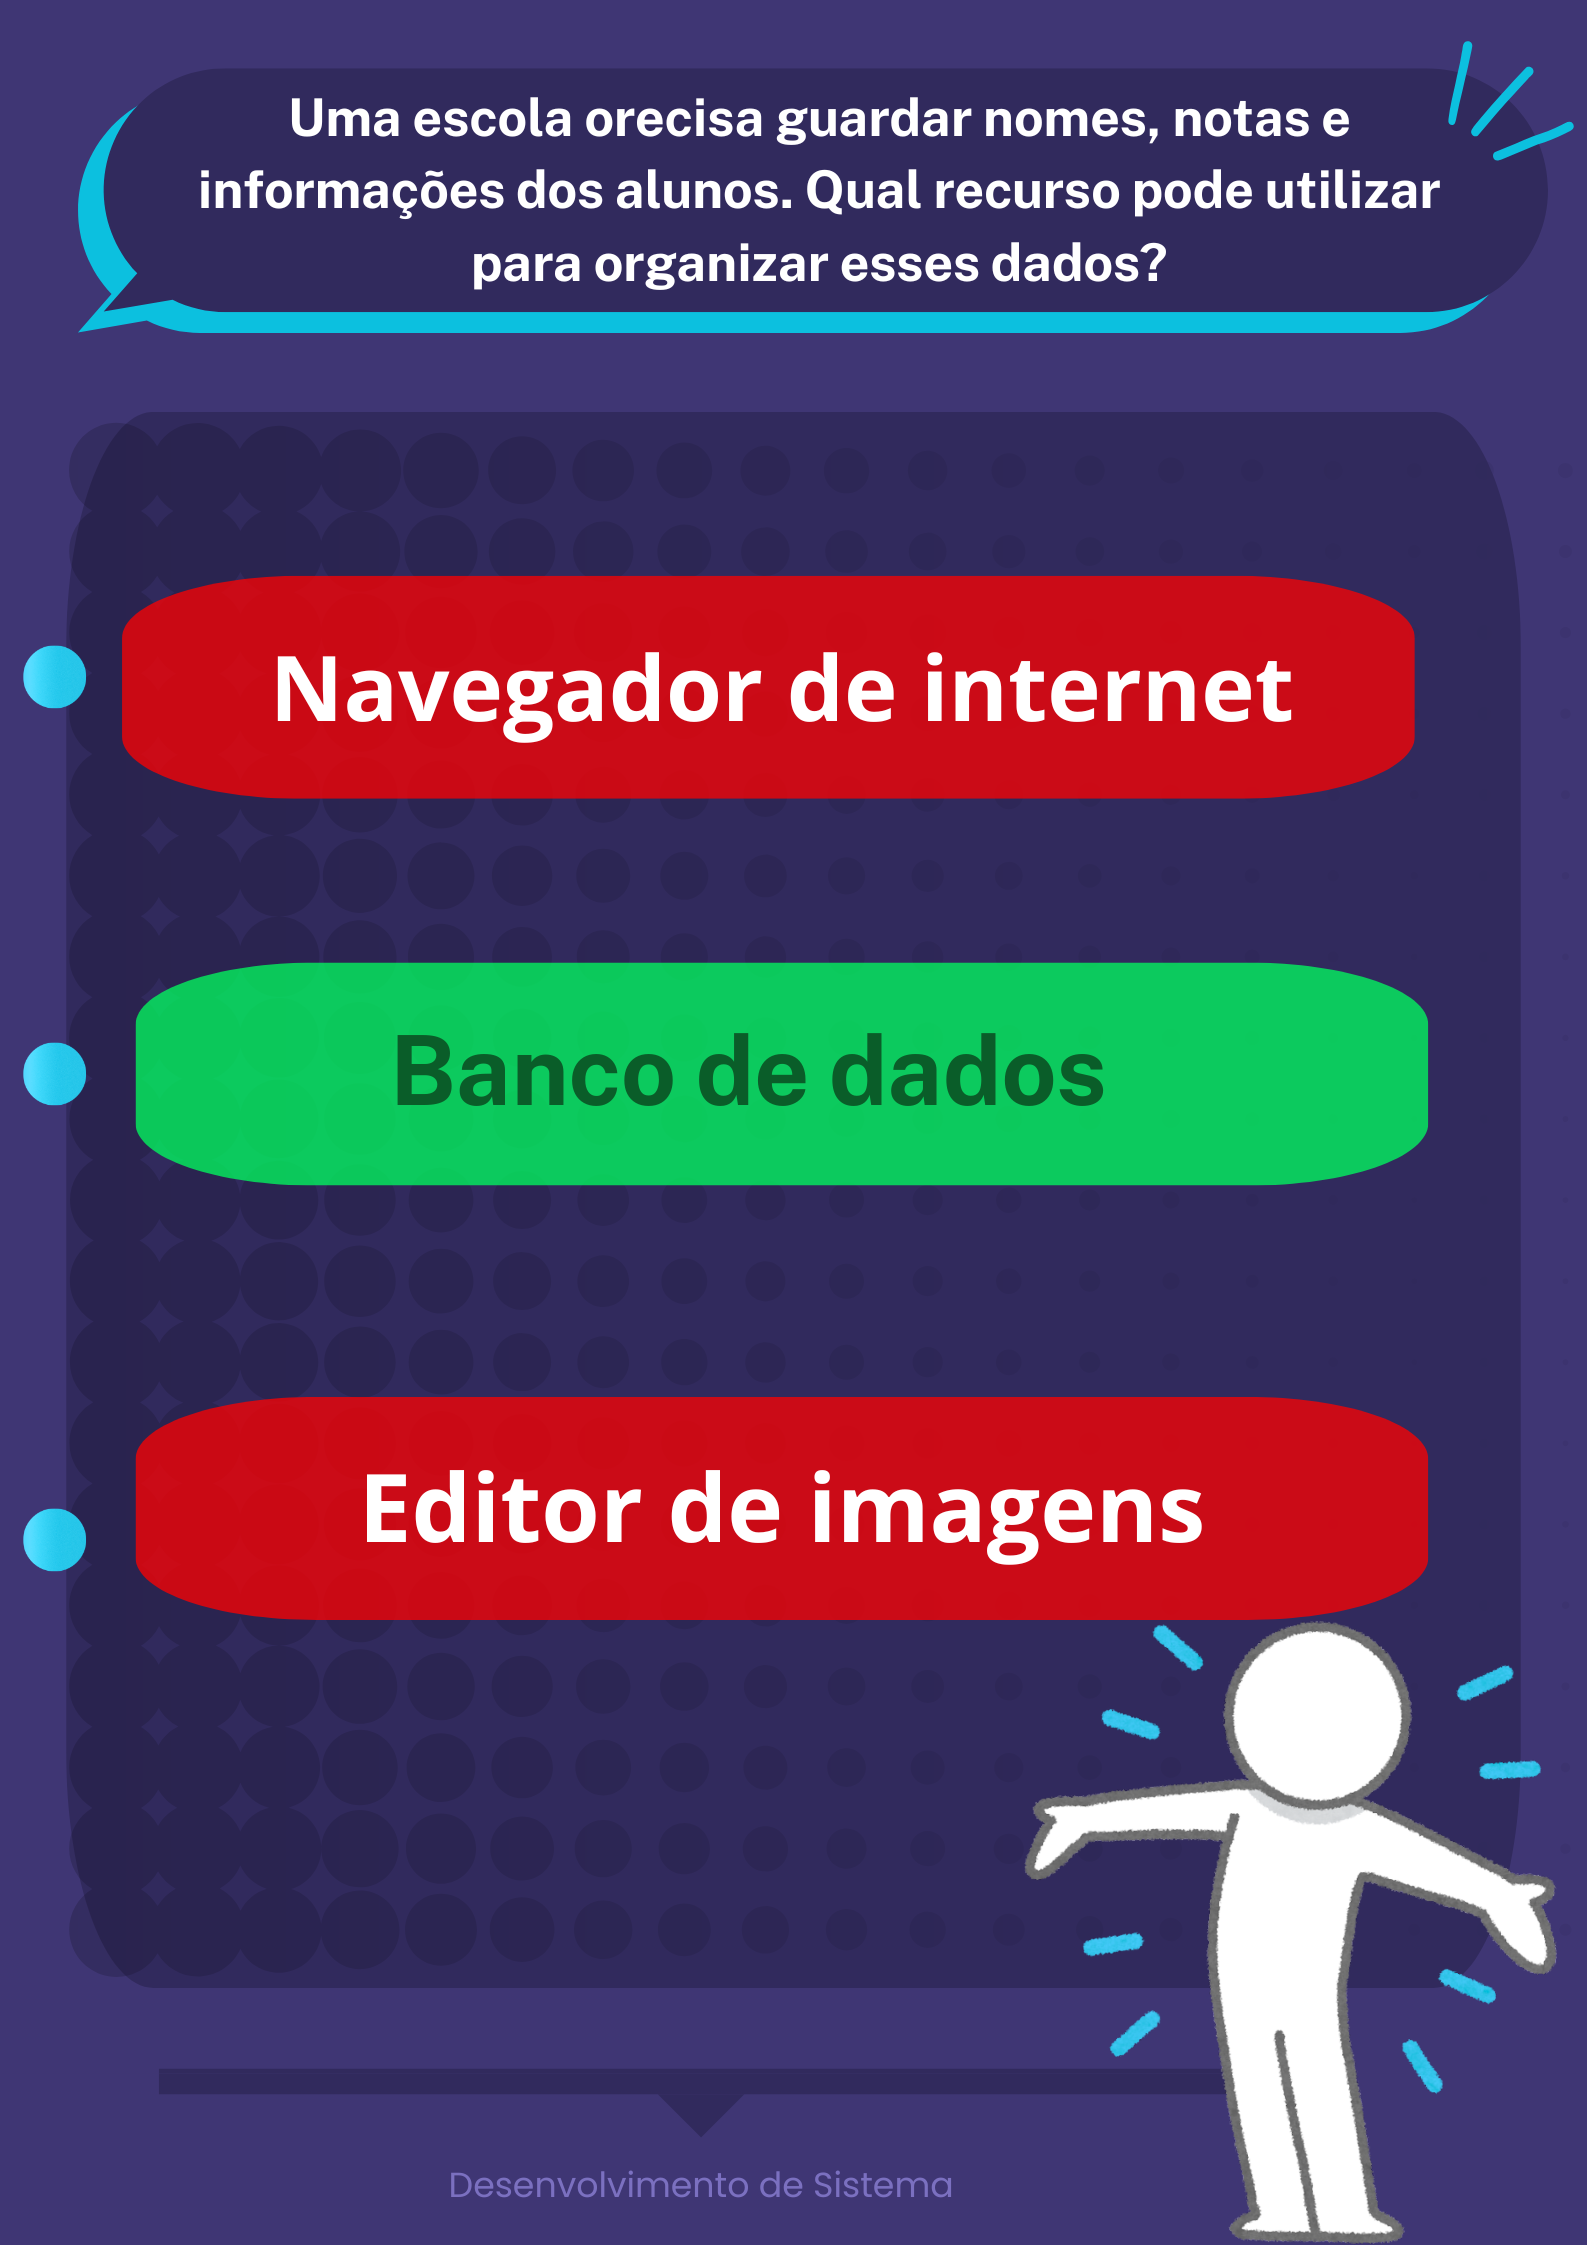 Uma escola orecisa guardar nomes, notas e
informações dos alunos. Qual recurso pode utilizar
para organizar esses dados?
Navegador de internet
Banco de dados
Editor de imagens
Desenvolvimento de Sistema